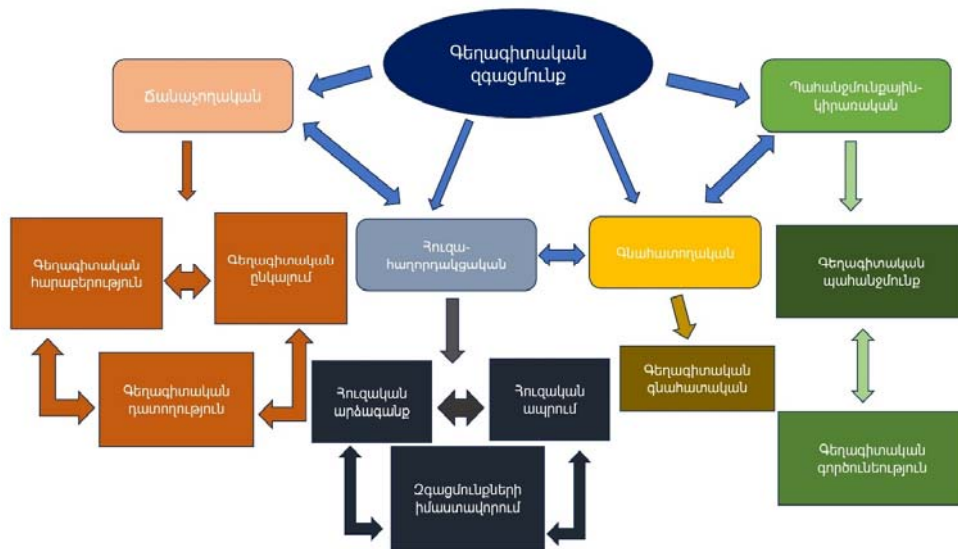 Գեղագիտական
զգացմունք
Ճանաչողական
Պահանջմունքային-
կիրառական
Հուզա-
հաղորդակցական
Գնահատողական
Գեղագիտական
հարաբերություն
Գեղագիտական
ընկալում
Գեղագիտական
պահանջմունք
Գեղագիտական
դատողություն
Հուզական
արձագանք
Հուզական
ապրում
Գեղագիտական
գնահատական
Զգացմունքների
իմաստավորում
Գեղագիտական
գործունեություն